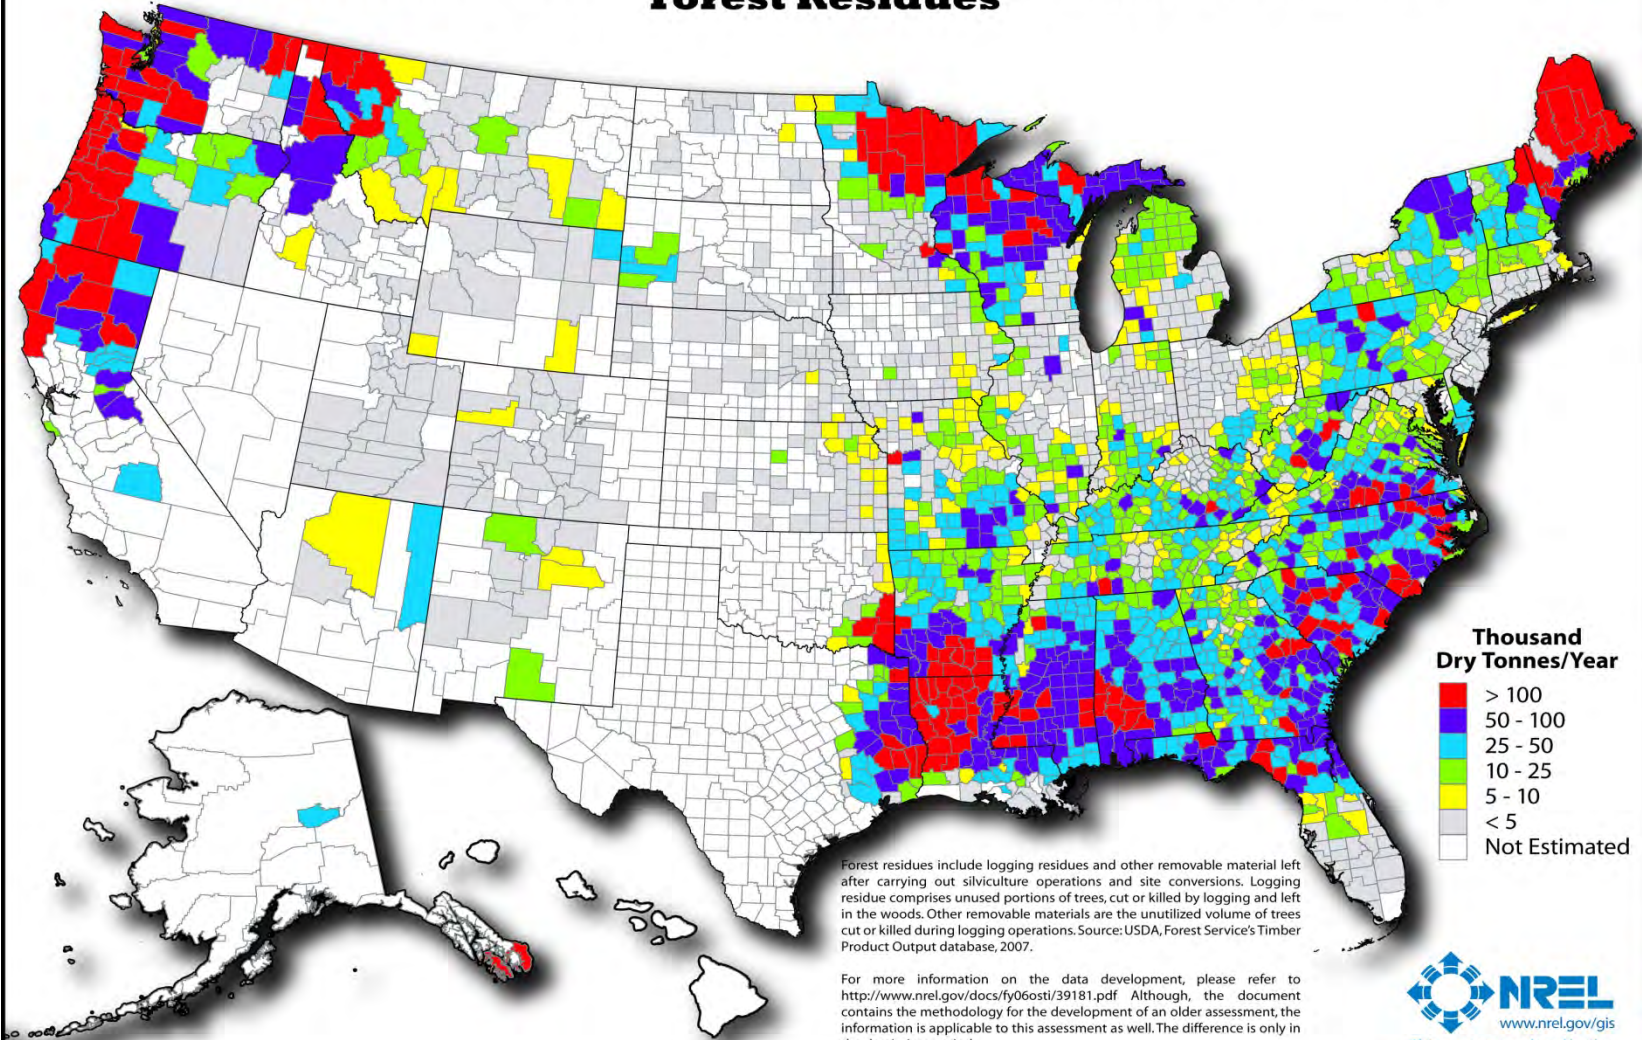 Forest Residues
Thousand
Dry Tonnes/Year
> 100
50 - 100
25 - 50
10 - 25
5 - 10
< 5
Not Estimated
Forest residues include logging residues and other removable material left
after carrying out silviculture operations and site conversions. Logging
residue comprises unused portions of trees, cut or killed by logging and left
in the woods. Other removable materials are the unutilized volume of trees
cut or killed during logging operations. Source: USDA, Forest Service's Timber
Product Output database, 2007.
For more information on the data development, please refer to
http://www.nrel.gov/docs/fy06osti/39181.pdf Although, the document
contains the methodology for the development of an older assessment, the
information is applicable to this assessment as well. The difference is only in
NREL
www.nrel.gov/gis